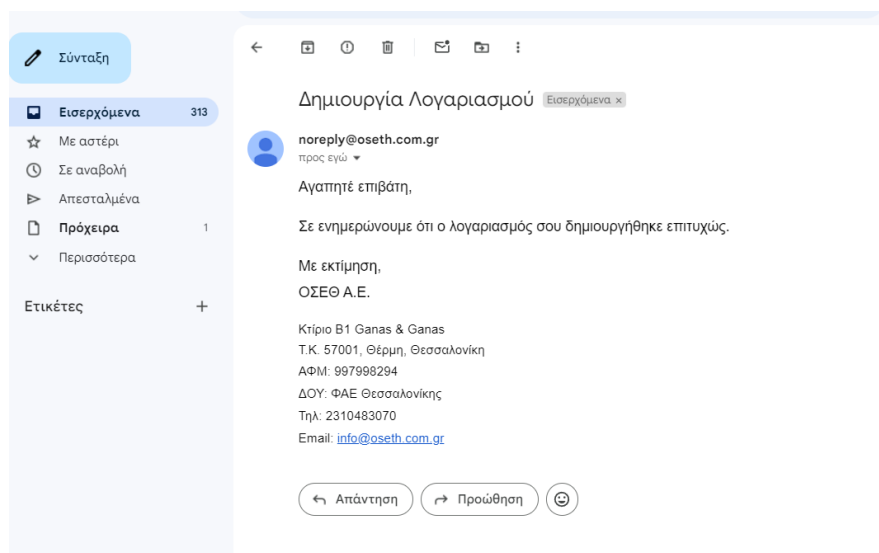 Σύνταξη
Εισερχόμενα 313
Με αστέρι
Σε αναβολή
Απεσταλμένα
Πρόχειρα 1
Περισσότερα
Ετικέτες +
Δημιουργία Λογαριασμού Εισερχόμενα ×
noreply@oseth.com.gr
προς εγώ
Αγαπητέ επιβάτη,
Σε ενημερώνουμε ότι ο λογαριασμός σου δημιουργήθηκε επιτυχώς.
Με εκτίμηση,
ΟΣΕΘ Α.Ε.
Κτίριο Β1 Ganas & Ganas
Τ.Κ. 57001, Θέρμη, Θεσσαλονίκη
ΑΦΜ: 997998294
ΔΟΥ: ΦΑΕ Θεσσαλονίκης
Τηλ: 2310483070
Email: info@oseth.com.gr
Απάντηση Προώθηση